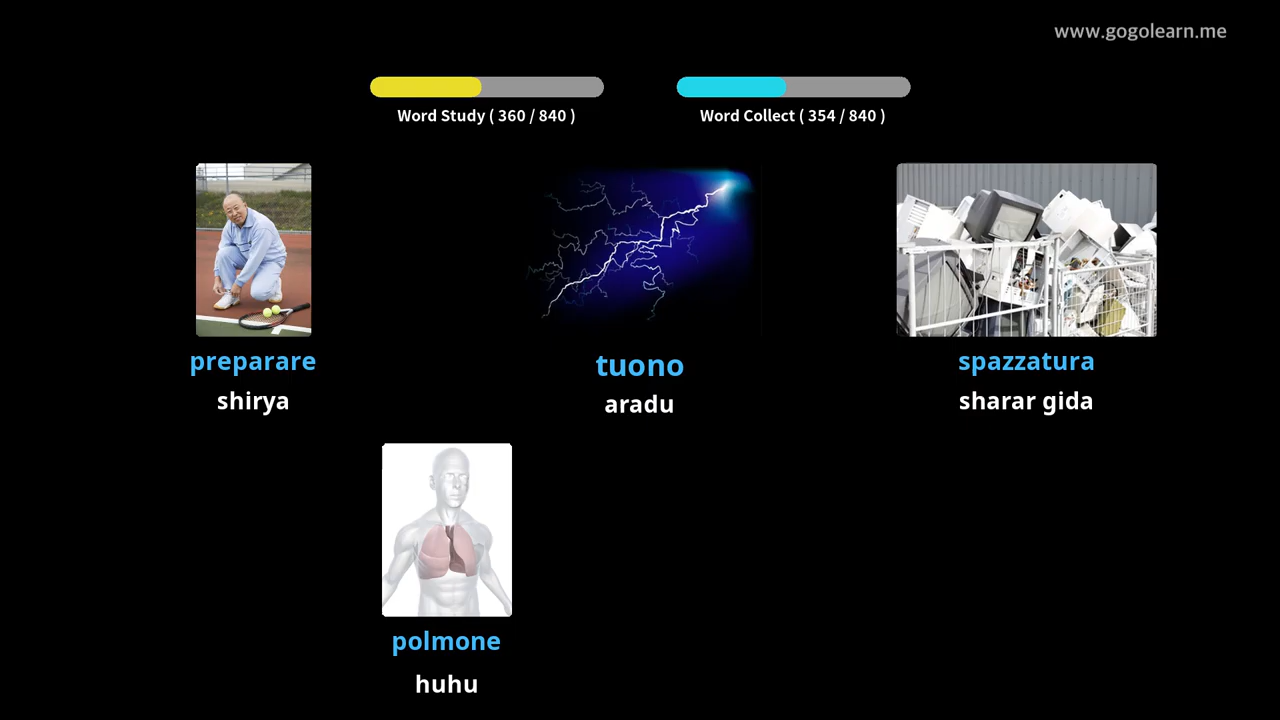 www.gogolearn.me
Word Study ( 360 / 840 )
Word Collect ( 354 / 840 )
preparare
shirya
tuono
aradu
spazzatura
sharar gida
polmone
huhu